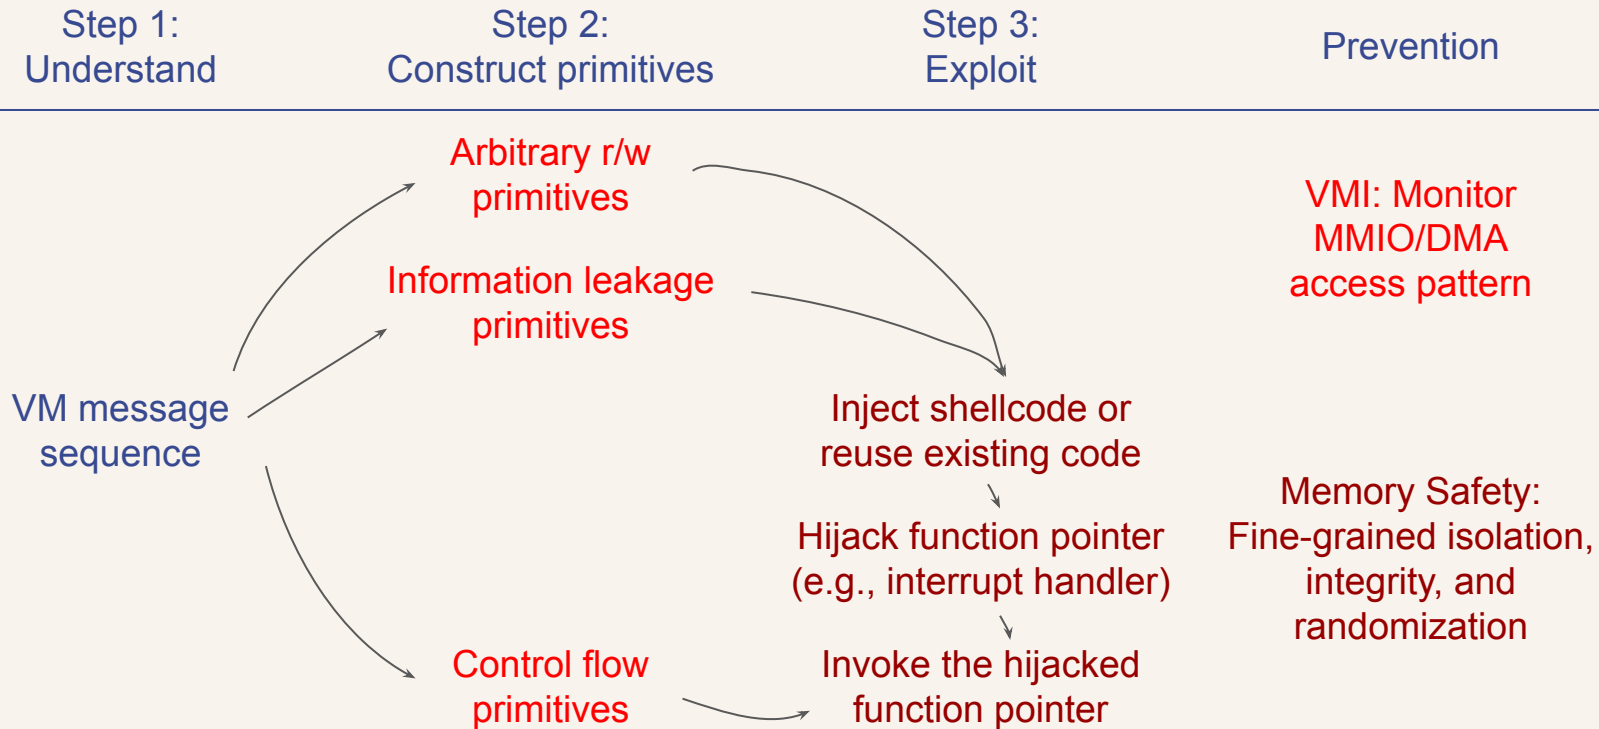 Step 1:
Understand
Step 2:
Construct primitives
Step 3:
Exploit
Prevention
Arbitrary r/w
primitives
VMI: Monitor
MMIO/DMA
access pattern
Information leakage
primitives
VM message
sequence
Inject shellcode or
reuse existing code
Memory Safety:
Fine-grained isolation,
integrity, and
randomization
Hijack function pointer
(e.g., interrupt handler)
Control flow
primitives
Invoke the hijacked
function pointer